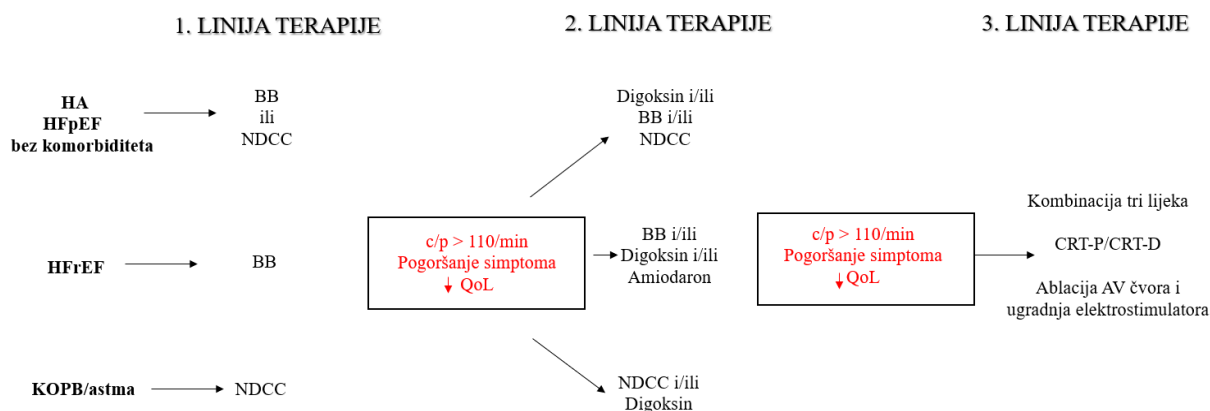 1. LINIJA TERAPIJE
2. LINIJA TERAPIJE
3. LINIJA TERAPIJE
HA
HFpEF
bez komorbiditeta
BB
ili
NDCC
Digoksin i/ili
BB i/ili
NDCC
HFrEF
BB
c/p > 110/min
Pogoršanje simptoma
↓ QoL
BB i/ili
Digoksin i/ili
Amiodaron
c/p > 110/min
Pogoršanje simptoma
↓ QoL
Kombinacija tri lijeka
CRT-P/CRT-D
Ablacija AV čvora i
ugradnja elektrostimulatora
KOPB/astma
NDCC
NDCC i/ili
Digoksin